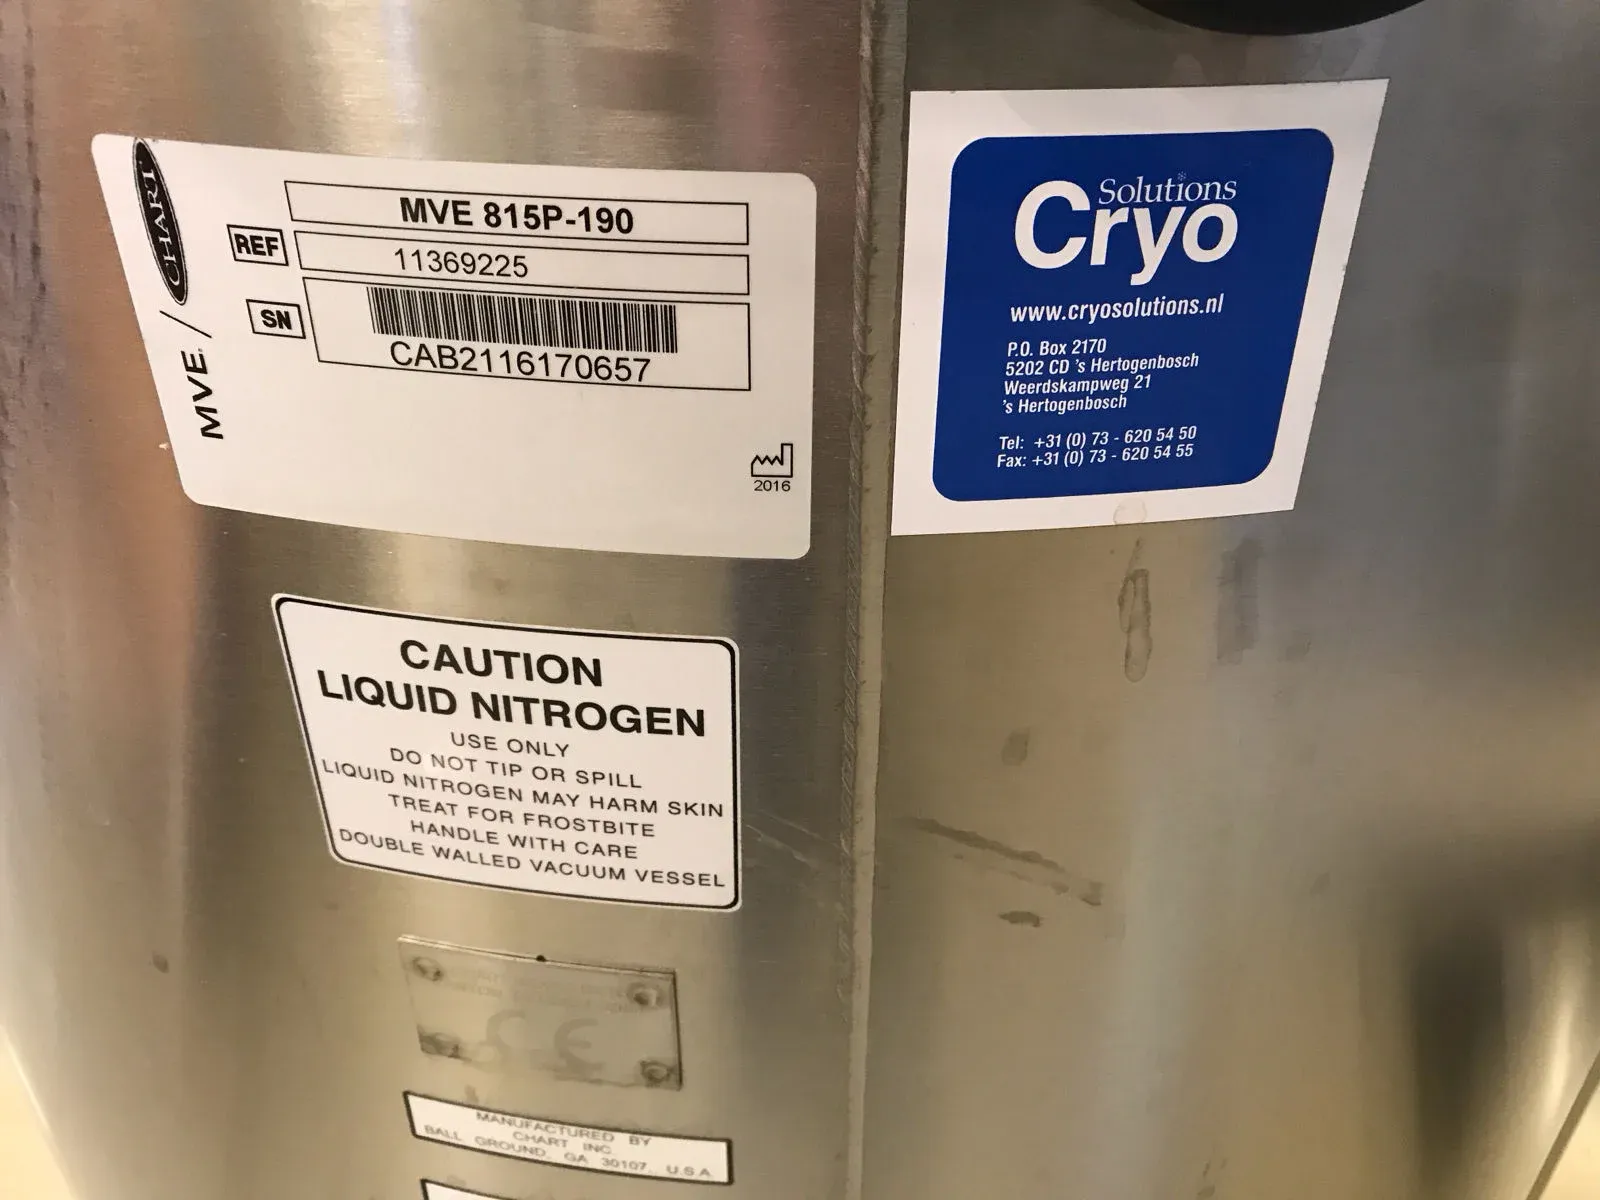 CHART
MVE
MVE 815P-190
REF
11369225
SN
CAB2116170657
2016
Solutions
Cryo
www.cryosolutions.nl
P.O. Box 2170
5202 CD 's Hertogenbosch
Weerdskampweg 21
's Hertogenbosch
Tel: +31 (0) 73 - 620 54 50
Fax: +31 (0) 73 - 620 54 55
CAUTION
LIQUID NITROGEN
USE ONLY
DO NOT TIP OR SPILL
LIQUID NITROGEN MAY HARM SKIN
TREAT FOR FROSTBITE
HANDLE WITH CARE
DOUBLE WALLED VACUUM VESSEL
CE
MANUFACTURED BY
CHART INC.
BALL GROUND, GA 30107, U.S.A